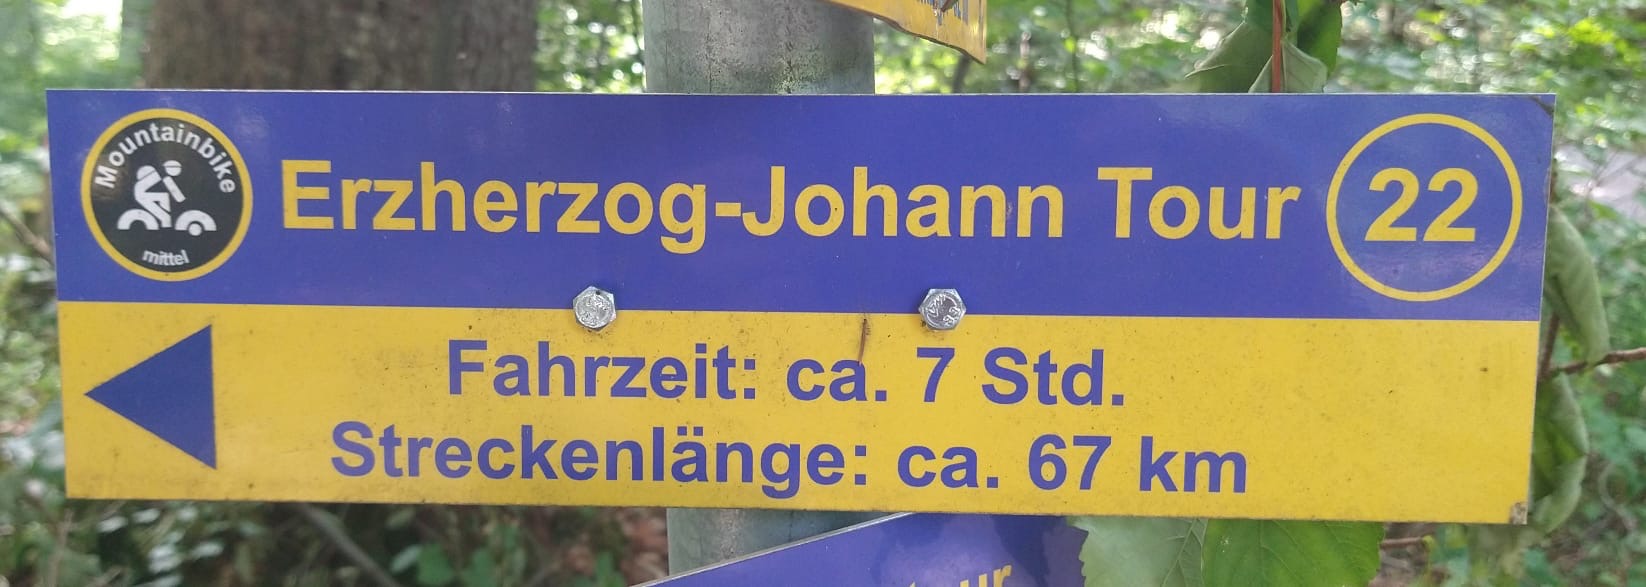 Mountainbike
mittel
Erzherzog-Johann Tour
22
Fahrzeit: ca. 7 Std.
Streckenlänge: ca. 67 km